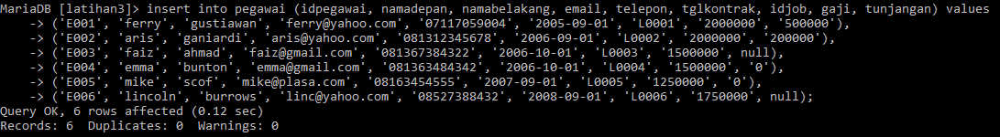 MariaDB [latihan3]> insert into pegawai (idpegawai, namadepan, namabelakang, email, telepon, tglkontrak, idjob, gaji, tunjangan) values
    -> ('E001', 'ferry', 'gustiawan', 'ferry@yahoo.com', '07117059004', '2005-09-01', 'L0001', '2000000', '500000'),
    -> ('E002', 'aris', 'ganiardi', 'aris@yahoo.com', '081312345678', '2006-09-01', 'L0002', '2000000', '200000'),
    -> ('E003', 'faiz', 'ahmad', 'faiz@gmail.com', '081367384322', '2006-10-01', 'L0003', '1500000', null),
    -> ('E004', 'emma', 'bunton', 'emma@gmail.com', '081363484342', '2006-10-01', 'L0004', '1500000', '0'),
    -> ('E005', 'mike', 'scof', 'mike@plasa.com', '08163454555', '2007-09-01', 'L0005', '1250000', '0'),
    -> ('E006', 'lincoln', 'burrows', 'linc@yahoo.com', '08527388432', '2008-09-01', 'L0006', '1750000', null);
Query OK, 6 rows affected (0.12 sec)
Records: 6  Duplicates: 0  Warnings: 0